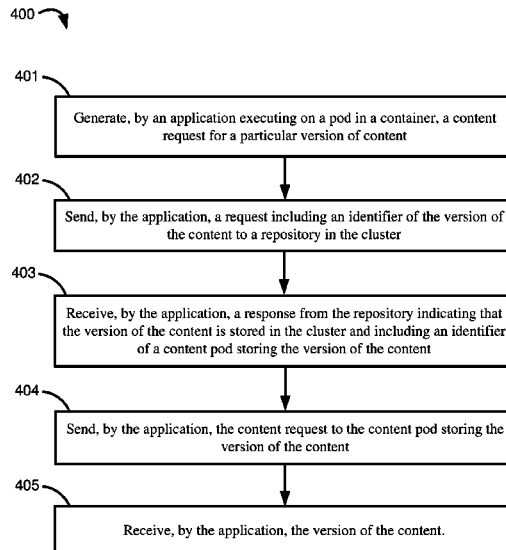 400
401
Generate, by an application executing on a pod in a container, a content
request for a particular version of content
402
Send, by the application, a request including an identifier of the version of
the content to a repository in the cluster
403
Receive, by the application, a response from the repository indicating that
the version of the content is stored in the cluster and including an identifier
of a content pod storing the version of the content
404
Send, by the application, the content request to the content pod storing the
version of the content
405
Receive, by the application, the version of the content.